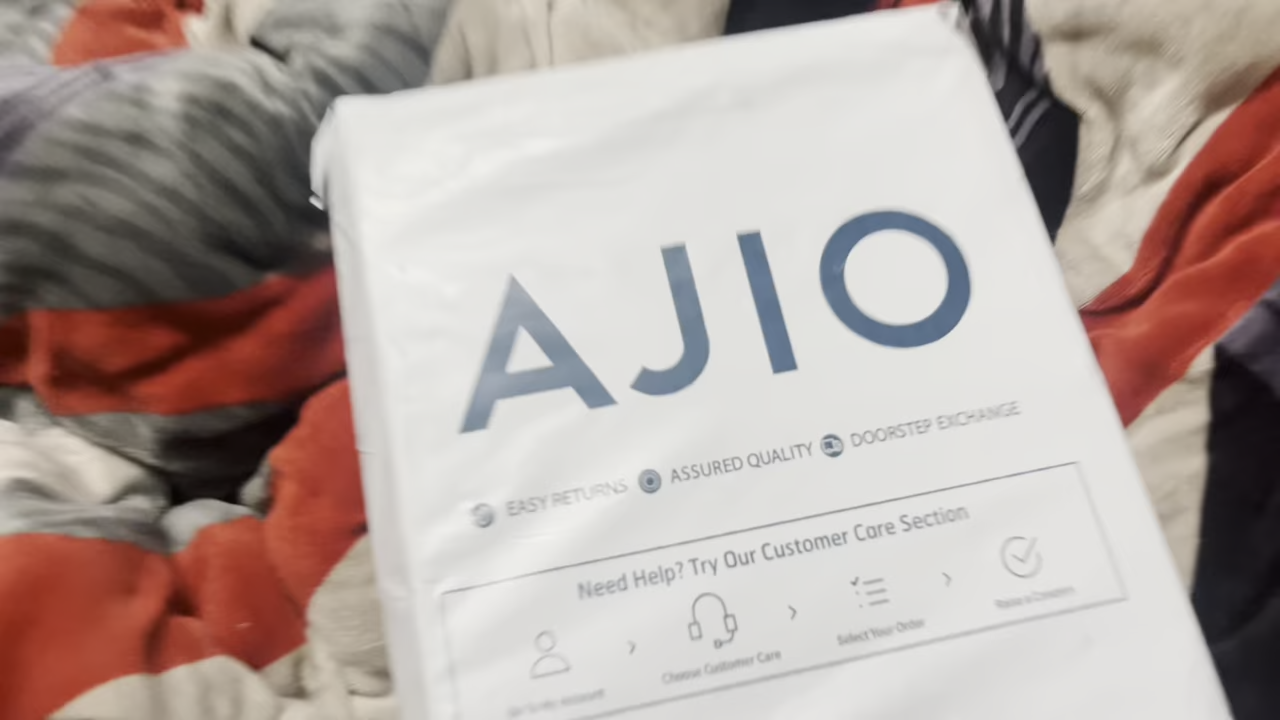 AJIO
EASY RETURNS ASSURED QUALITY DOORSTEP EXCHANGE
Need Help? Try Our Customer Care Section
Choose Customer Care
Select Your Order